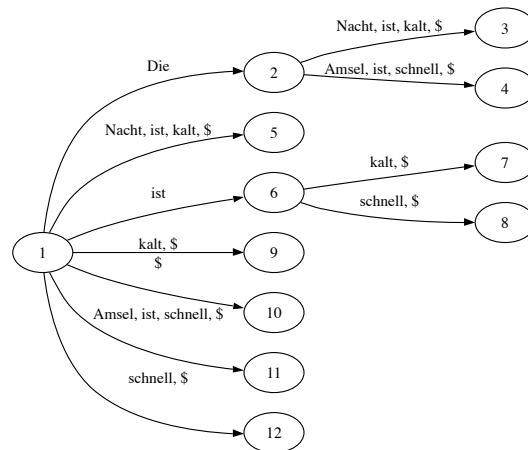 Nacht, ist, kalt, $
3
Die
2
Amsel, ist, schnell, $
4
Nacht, ist, kalt, $
5
kalt, $
7
ist
6
schnell, $
8
1
kalt, $
9
$
10
Amsel, ist, schnell, $
11
schnell, $
12